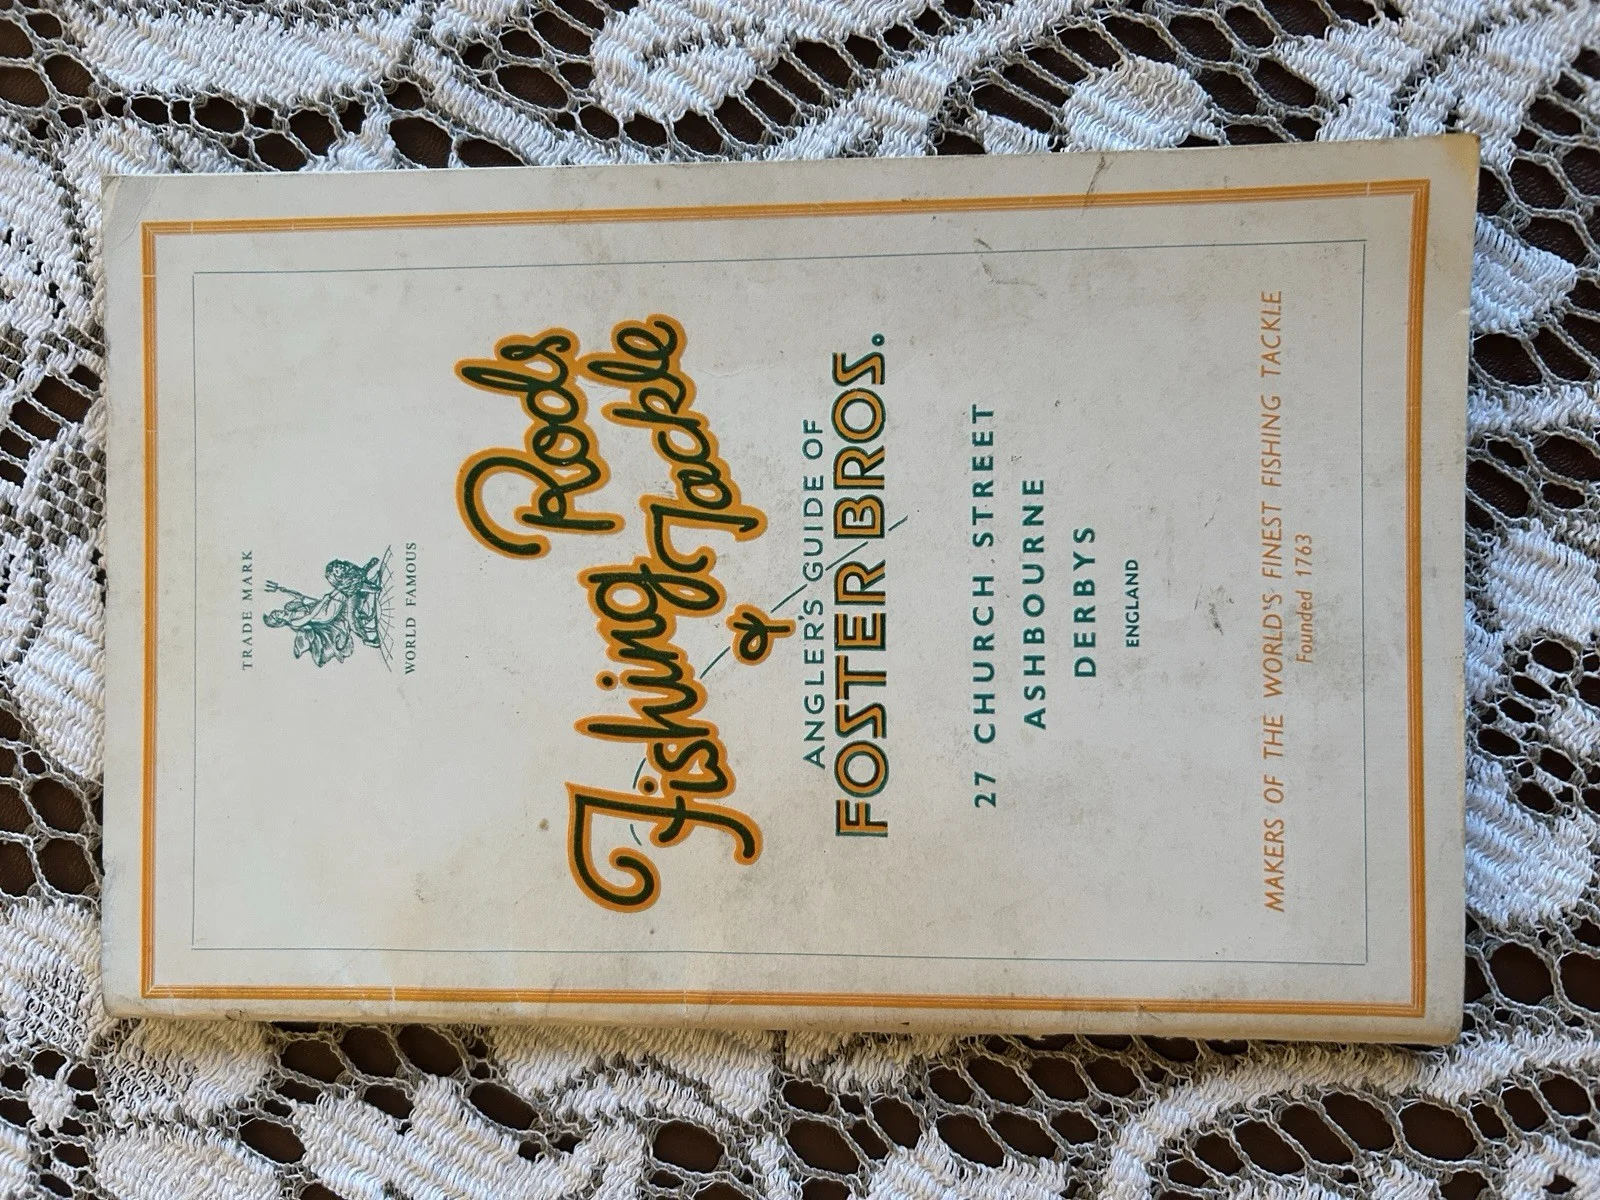 TRADE MARK
WORLD FAMOUS
Rods
Fishing Tackle
&
ANGLER'S GUIDE OF
FOSTER BROS.
27 CHURCH STREET
ASHBOURNE
DERBYS
ENGLAND
MAKERS OF THE WORLD'S FINEST FISHING TACKLE
Founded 1763